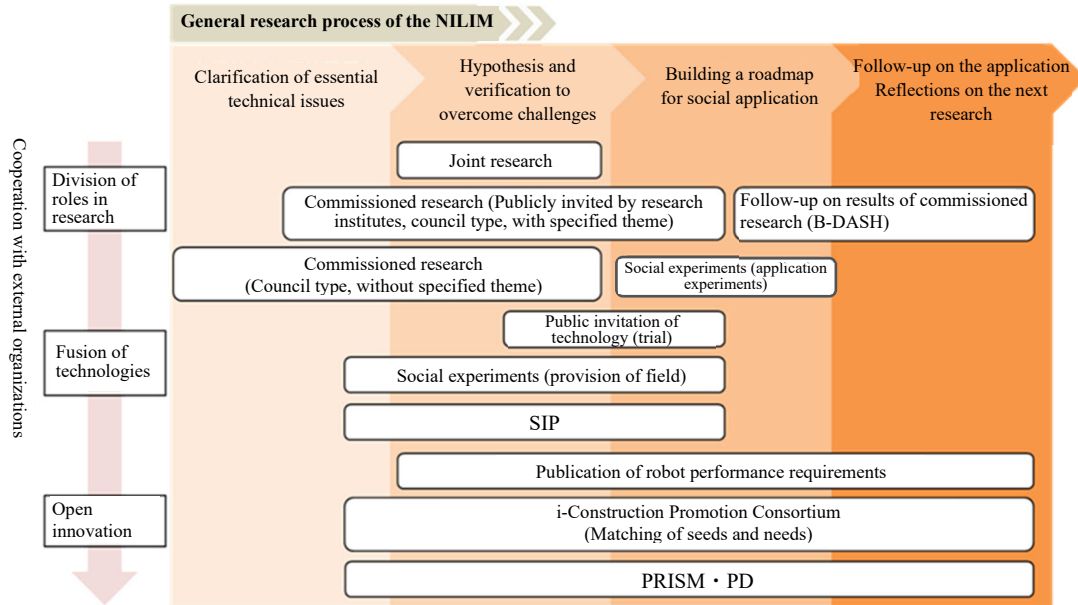 General research process of the NILIM
Clarification of essential
technical issues
Hypothesis and
verification to
overcome challenges
Building a roadmap
for social application
Follow-up on the application
Reflections on the next
research
Cooperation with external organizations
Division of
roles in
research
Joint research
Commissioned research (Publicly invited by research
institutes, council type, with specified theme)
Follow-up on results of commissioned
research (B-DASH)
Commissioned research
(Council type, without specified theme)
Social experiments (application
experiments)
Fusion of
technologies
Public invitation of
technology (trial)
Social experiments (provision of field)
SIP
Open
innovation
Publication of robot performance requirements
i-Construction Promotion Consortium
(Matching of seeds and needs)
PRISM・PD